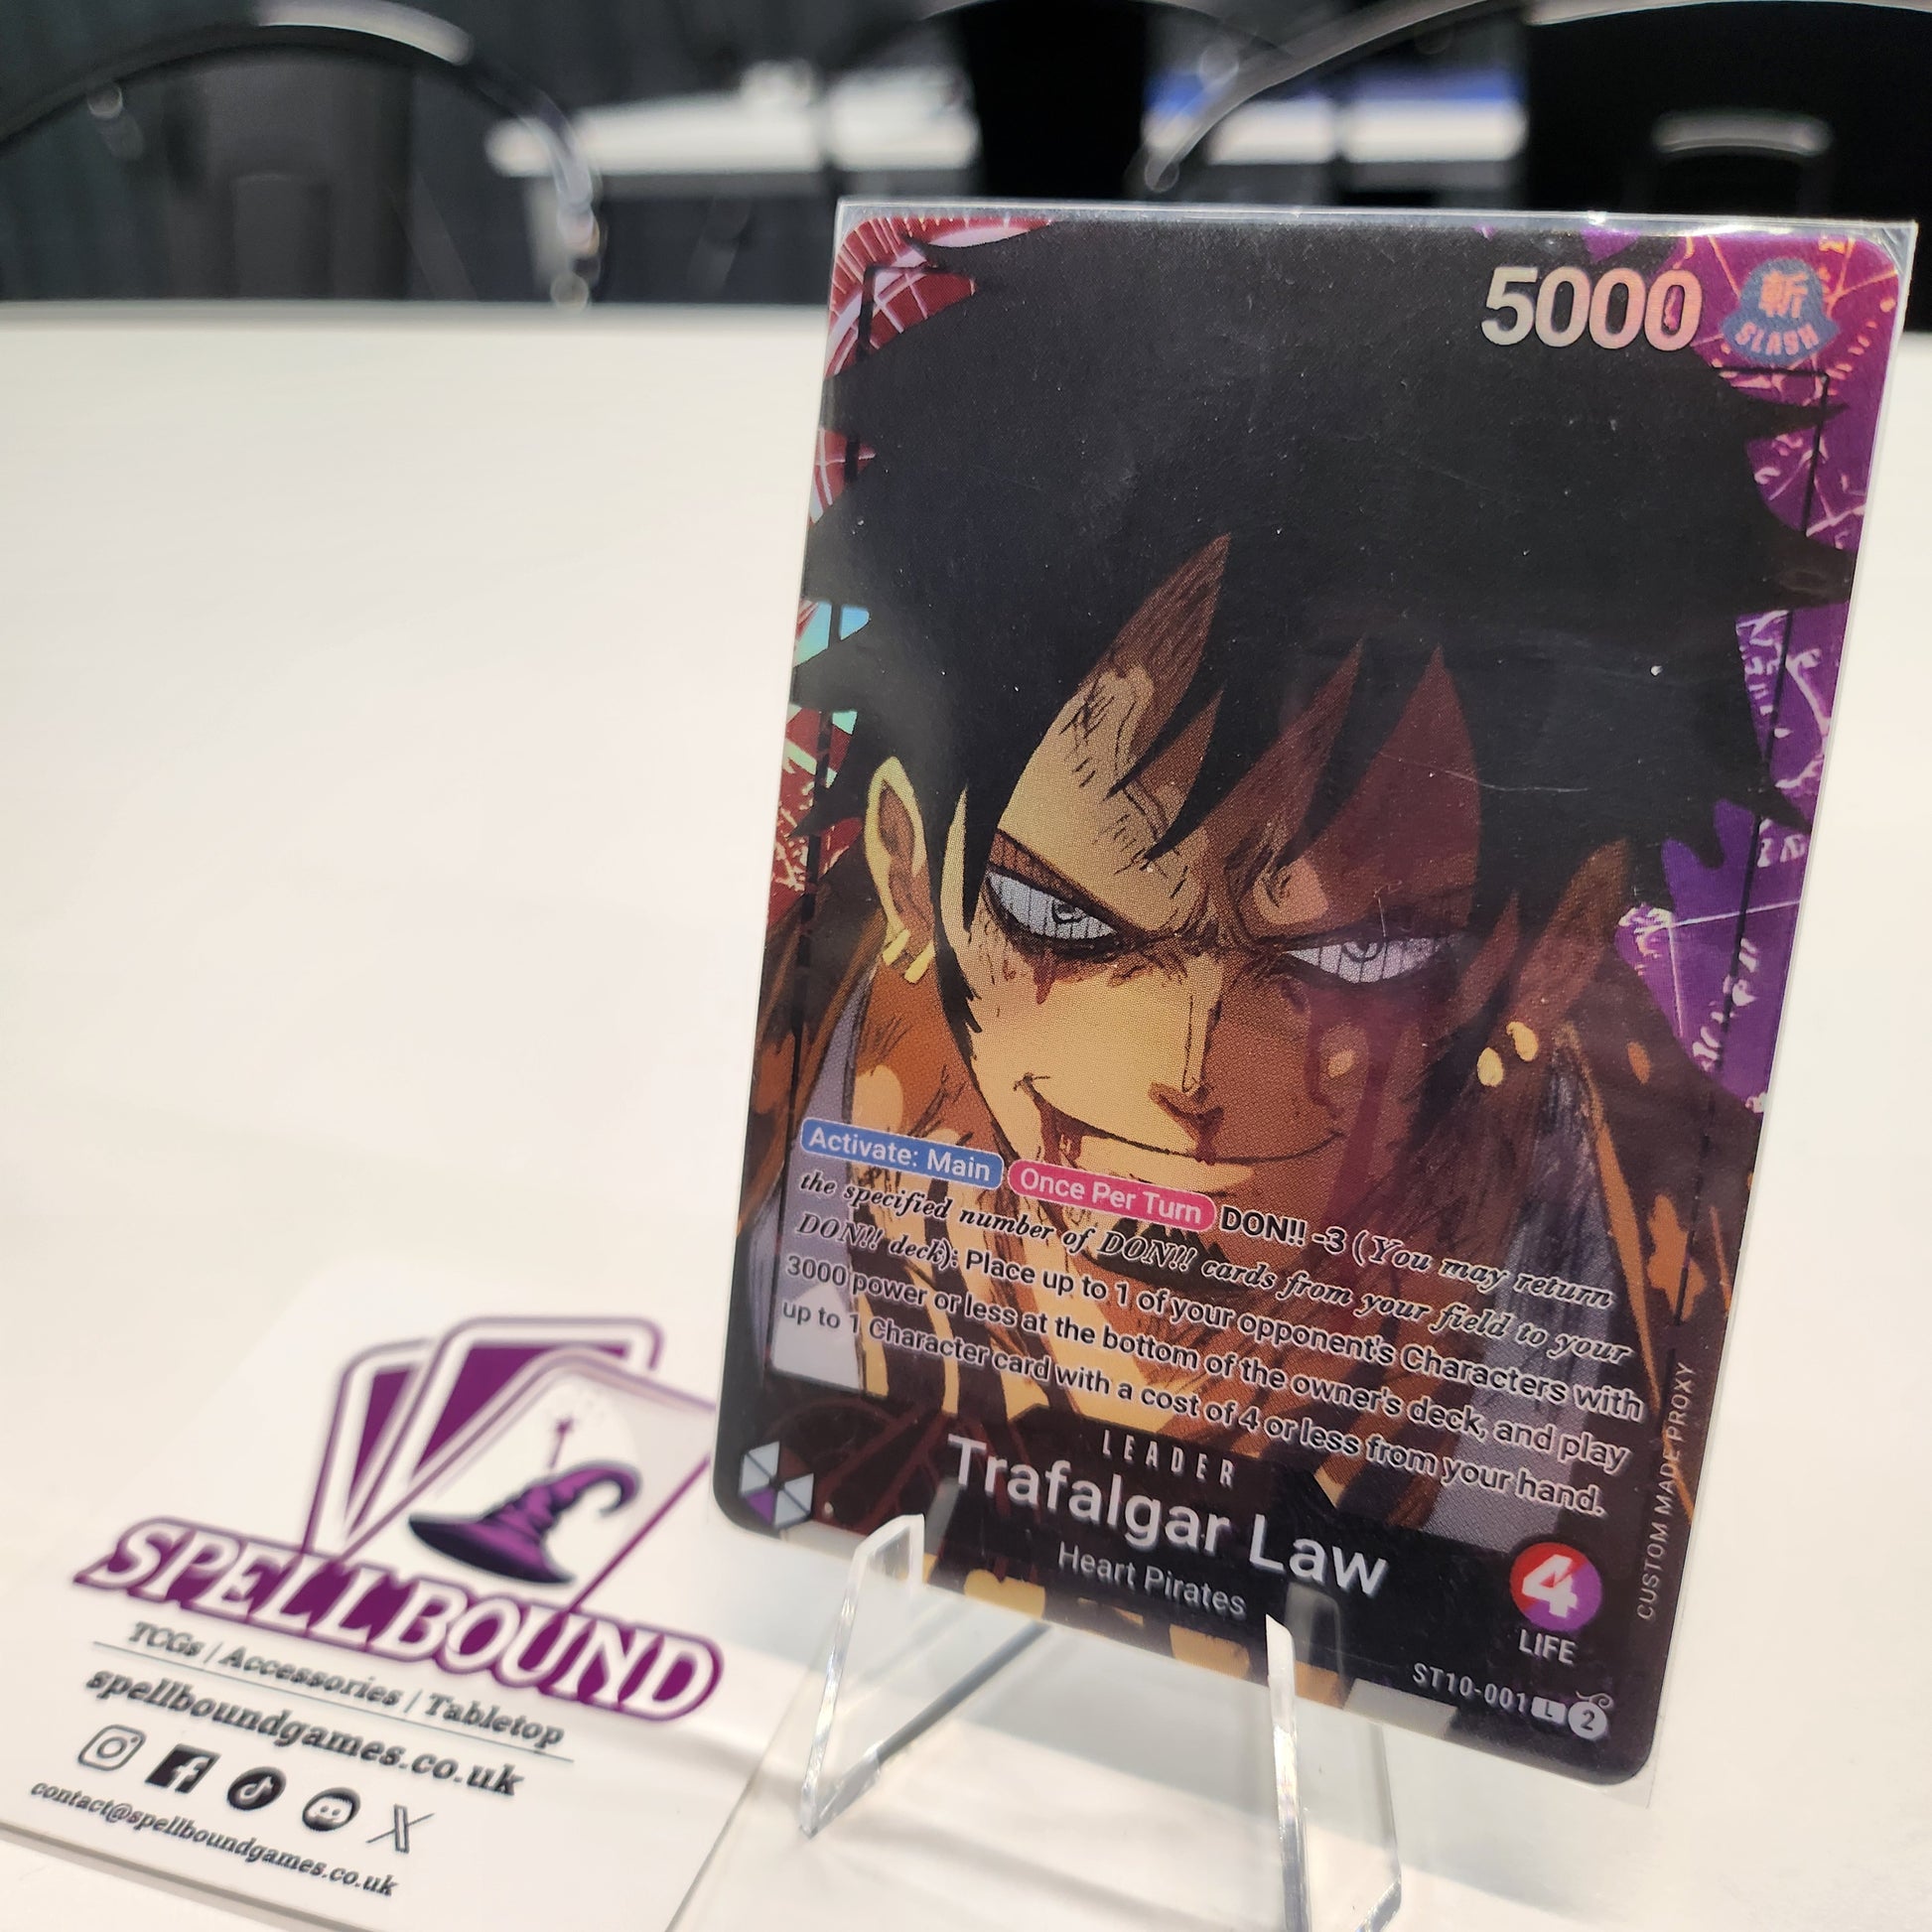 5000
斬
SLASH
Activate: Main Once Per Turn DON!! -3 (You may return
the specified number of DON!! cards from your field to your
DON!! deck): Place up to 1 of your opponent's Characters with
3000 power or less at the bottom of the owner's deck, and play
up to 1 Character card with a cost of 4 or less from your hand.
LEADER
Trafalgar Law
Heart Pirates
4
LIFE
ST10-001 L 2
CUSTOM MADE PROXY
SPELLBOUND
TCGs | Accessories | Tabletop
spellboundgames.co.uk
contact@spellboundgames.co.uk